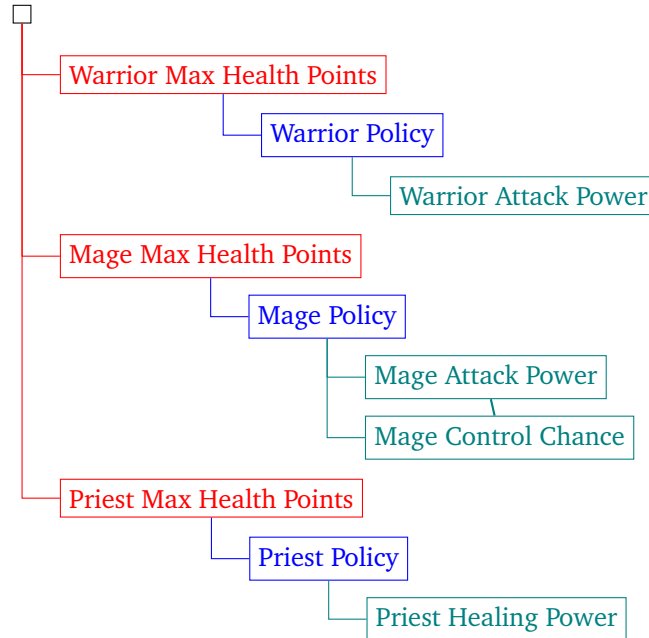 Warrior Max Health Points
Warrior Policy
Warrior Attack Power
Mage Max Health Points
Mage Policy
Mage Attack Power
Mage Control Chance
Priest Max Health Points
Priest Policy
Priest Healing Power